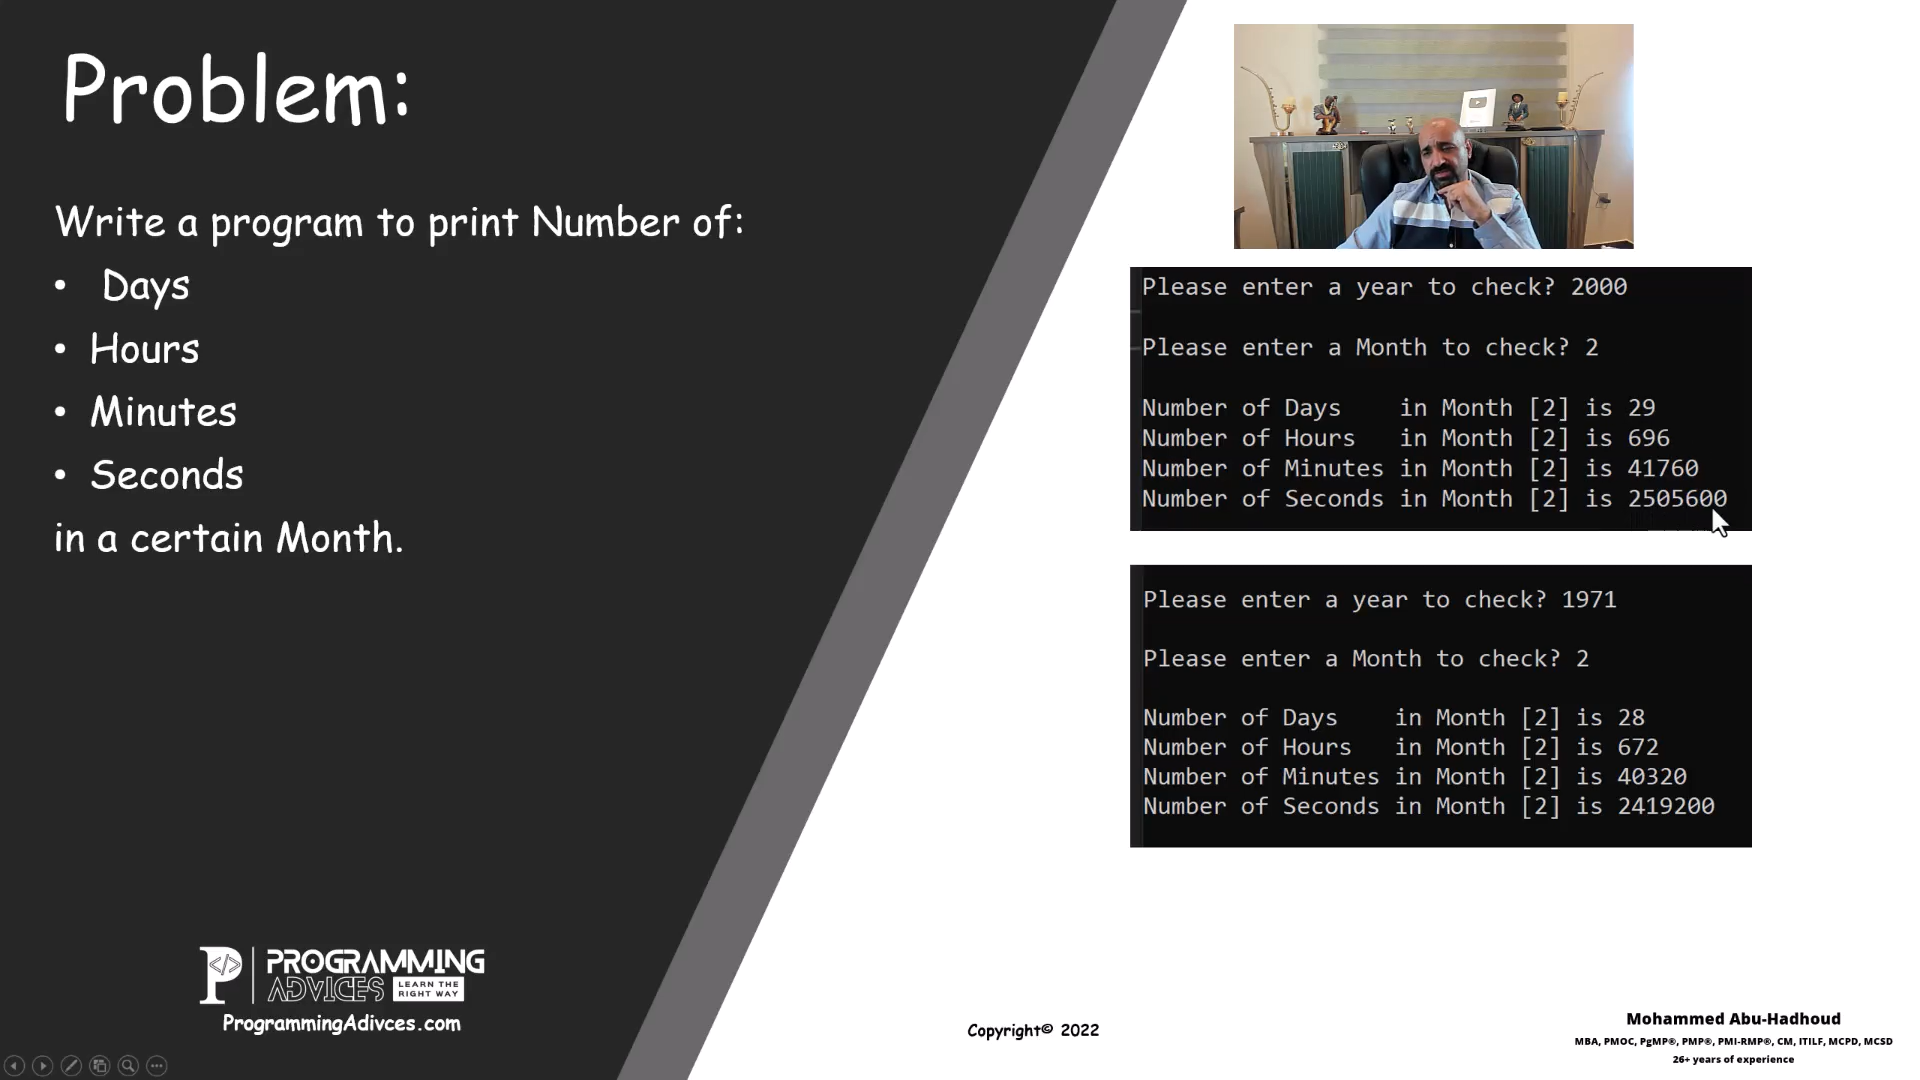 Problem:
Write a program to print Number of:
• Days
• Hours
• Minutes
• Seconds
in a certain Month.
Please enter a year to check? 2000
Please enter a Month to check? 2
Number of Days    in Month [2] is 29
Number of Hours   in Month [2] is 696
Number of Minutes in Month [2] is 41760
Number of Seconds in Month [2] is 2505600
Please enter a year to check? 1971
Please enter a Month to check? 2
Number of Days    in Month [2] is 28
Number of Hours   in Month [2] is 672
Number of Minutes in Month [2] is 40320
Number of Seconds in Month [2] is 2419200
P </> PROGRAMMING
ADVICES LEARN THE
RIGHT WAY
ProgrammingAdivces.com
Copyright© 2022
Mohammed Abu-Hadhoud
MBA, PMOC, PgMP®, PMP®, PMI-RMP®, CM, ITILF, MCPD, MCSD
26+ years of experience